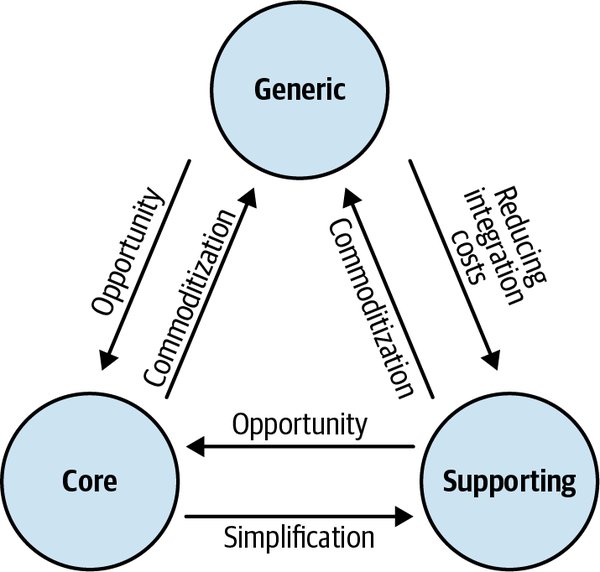 Generic
Opportunity
Commoditization
Commoditization
Reducing
integration
costs
Opportunity
Core
Supporting
Simplification